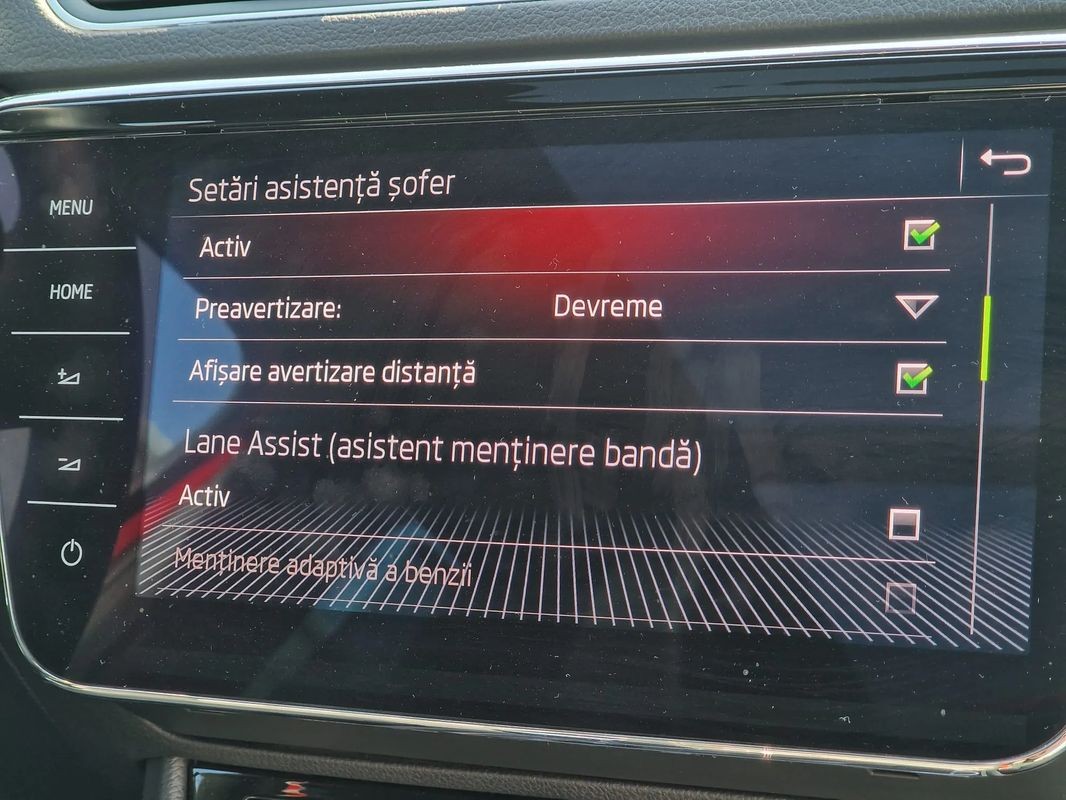 Setări asistență șofer
MENU
Activ
HOME
Preavertizare: Devreme
Afișare avertizare distanță
Lane Assist (asistent menținere bandă)
Activ
Menținere adaptivă a benzii